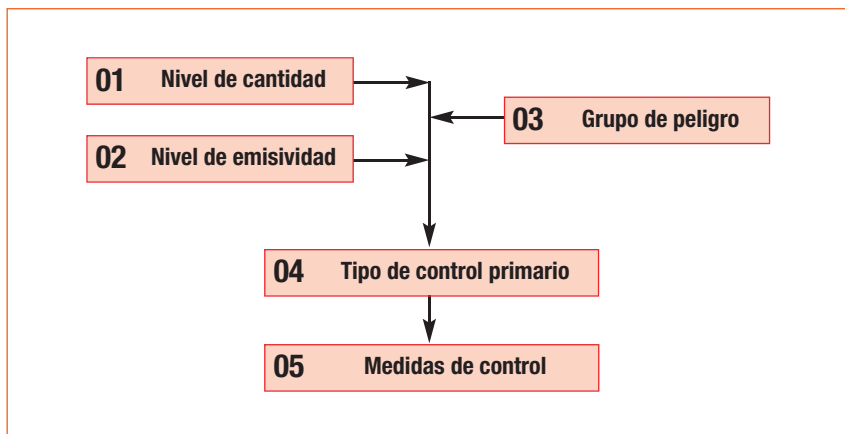 01 Nivel de cantidad
03 Grupo de peligro
02 Nivel de emisividad
04 Tipo de control primario
05 Medidas de control